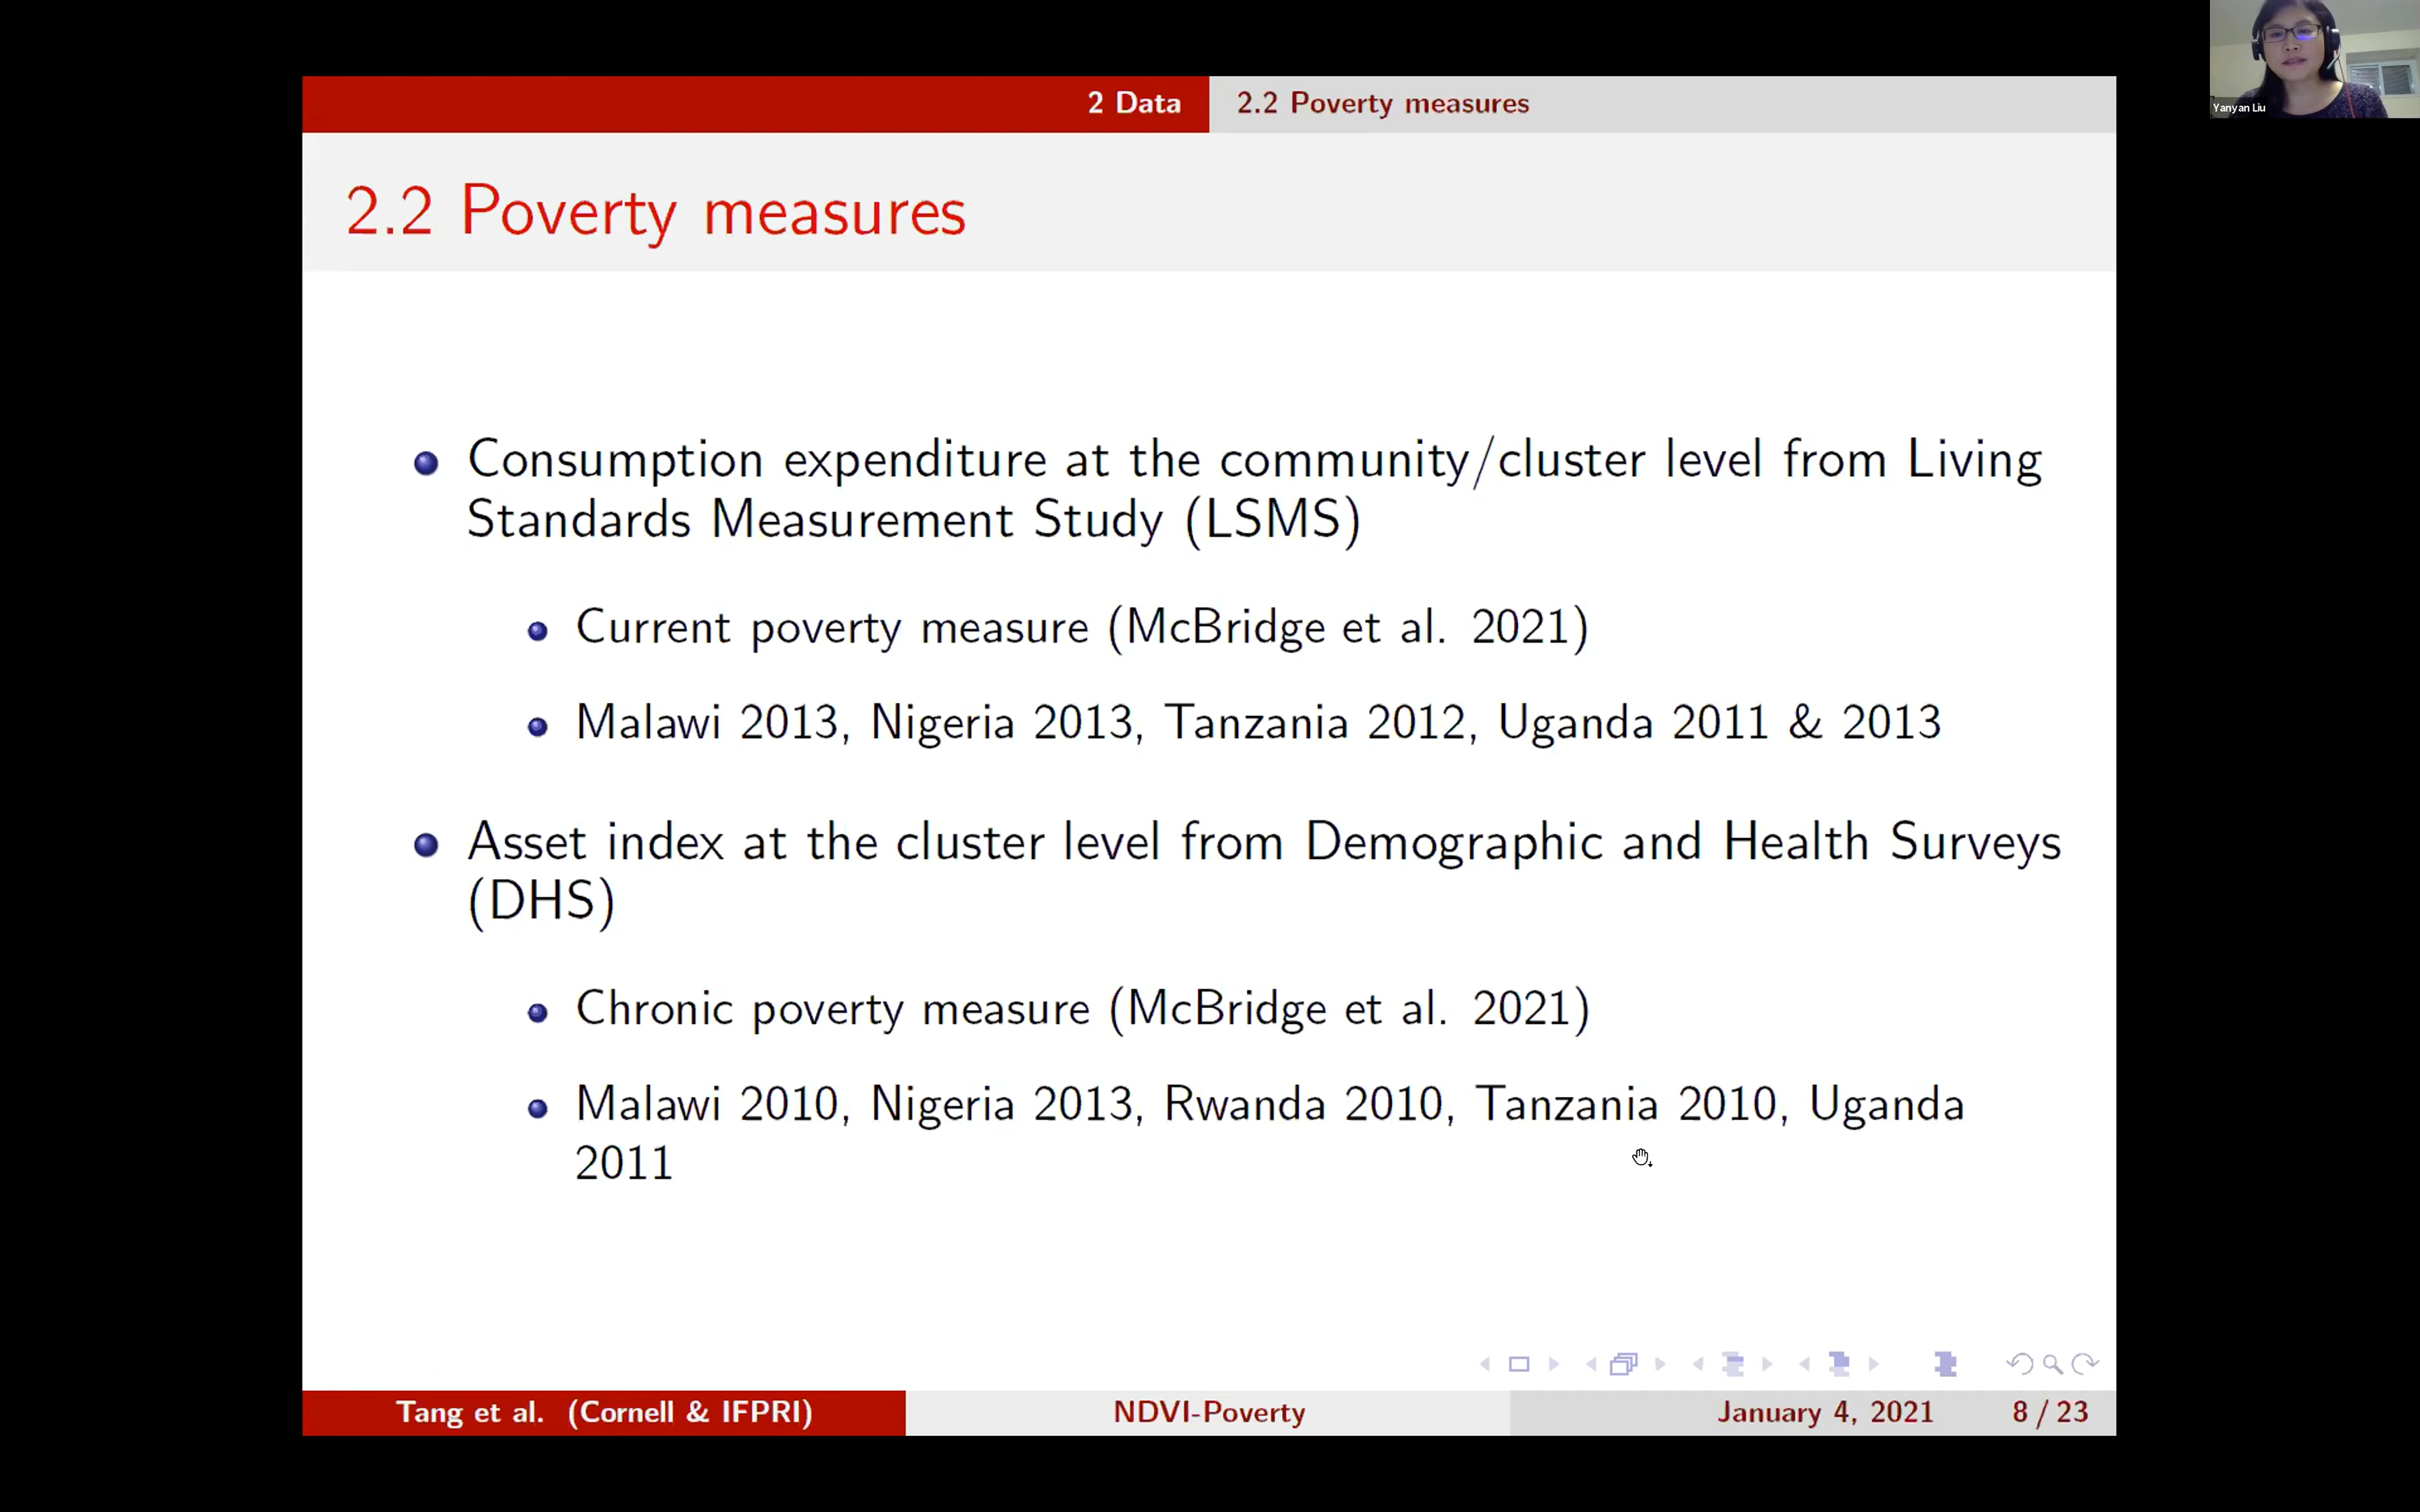 2 Data
2.2 Poverty measures
Yanyan Liu
2.2 Poverty measures
Consumption expenditure at the community/cluster level from Living
Standards Measurement Study (LSMS)
Current poverty measure (McBridge et al. 2021)
Malawi 2013, Nigeria 2013, Tanzania 2012, Uganda 2011 & 2013
Asset index at the cluster level from Demographic and Health Surveys
(DHS)
Chronic poverty measure (McBridge et al. 2021)
Malawi 2010, Nigeria 2013, Rwanda 2010, Tanzania 2010, Uganda
2011
Tang et al. (Cornell & IFPRI)
NDVI-Poverty
January 4, 2021
8 / 23